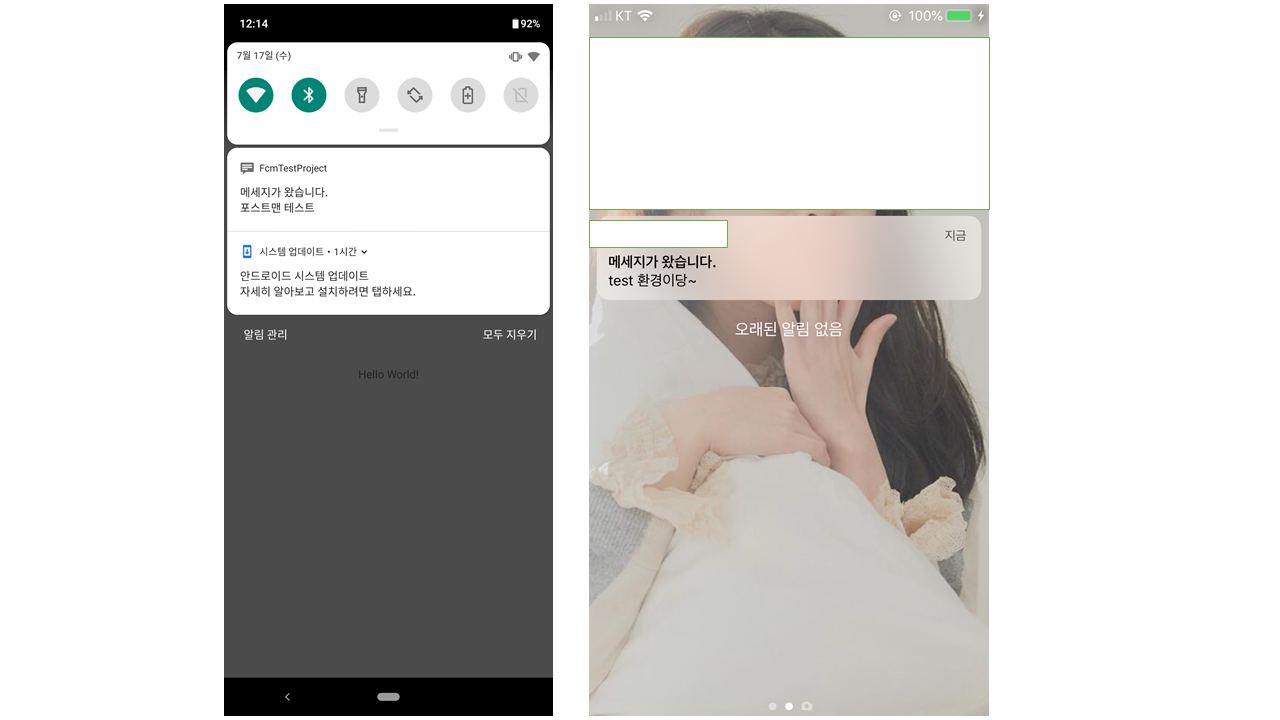 12:14
92%
7월 17일 (수)
FcmTestProject
메세지가 왔습니다.
포스트맨 테스트
시스템 업데이트 • 1시간
안드로이드 시스템 업데이트
자세히 알아보고 설치하려면 탭하세요.
알림 관리
모두 지우기
Hello World!
KT
100%
지금
메세지가 왔습니다.
test 환경이당~
오래된 알림 없음